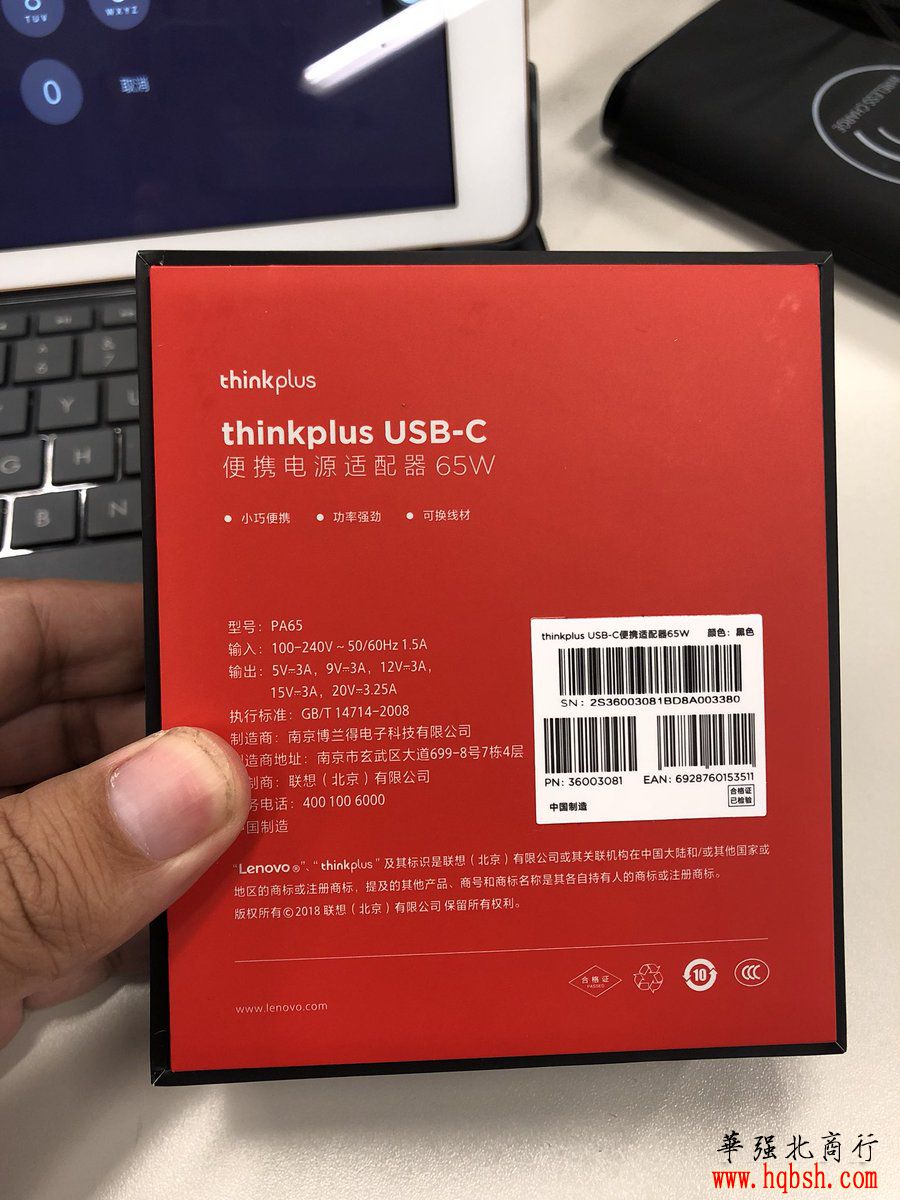 TUV
WXYZ
0
取消
WIRELESS CHARGE
Y
U
G
H
B
N
thinkplus
thinkplus USB-C
便携电源适配器 65W
● 小巧便携 ● 功率强劲 ● 可换线材
型号：PA65
输入：100-240V ~ 50/60Hz 1.5A
输出：5V⎓3A，9V⎓3A，12V⎓3A，
15V⎓3A，20V⎓3.25A
执行标准：GB/T 14714-2008
制造商：南京博兰得电子科技有限公司
造商地址：南京市玄武区大道699-8号7栋4层
制商：联想（北京）有限公司
务电话：400 100 6000
中国制造
thinkplus USB-C便携适配器65W 颜色：黑色
SN：2S36003081BD8A003380
PN：36003081 EAN：6928760153511
中国制造
合格证
已检验
“Lenovo®”、“thinkplus”及其标识是联想（北京）有限公司或其关联机构在中国大陆和/或其他国家或
地区的商标或注册商标，提及的其他产品、商号和商标名称是其各自持有人的商标或注册商标。
版权所有©2018 联想（北京）有限公司 保留所有权利。
合格证
PASSED
10
CCC
www.lenovo.com
華强北商行
www.hqbsh.com